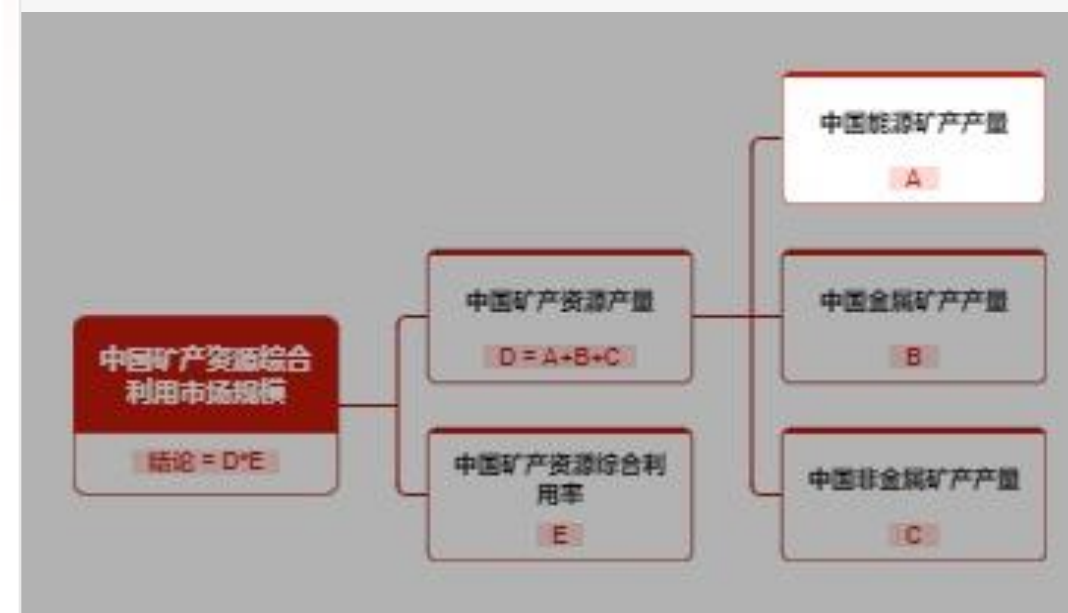 中国能源矿产产量
A
中国矿产资源产量
D = A+B+C
中国金属矿产产量
B
中国矿产资源综合
利用市场规模
结论 = D*E
中国矿产资源综合利
用率
E
中国非金属矿产产量
C